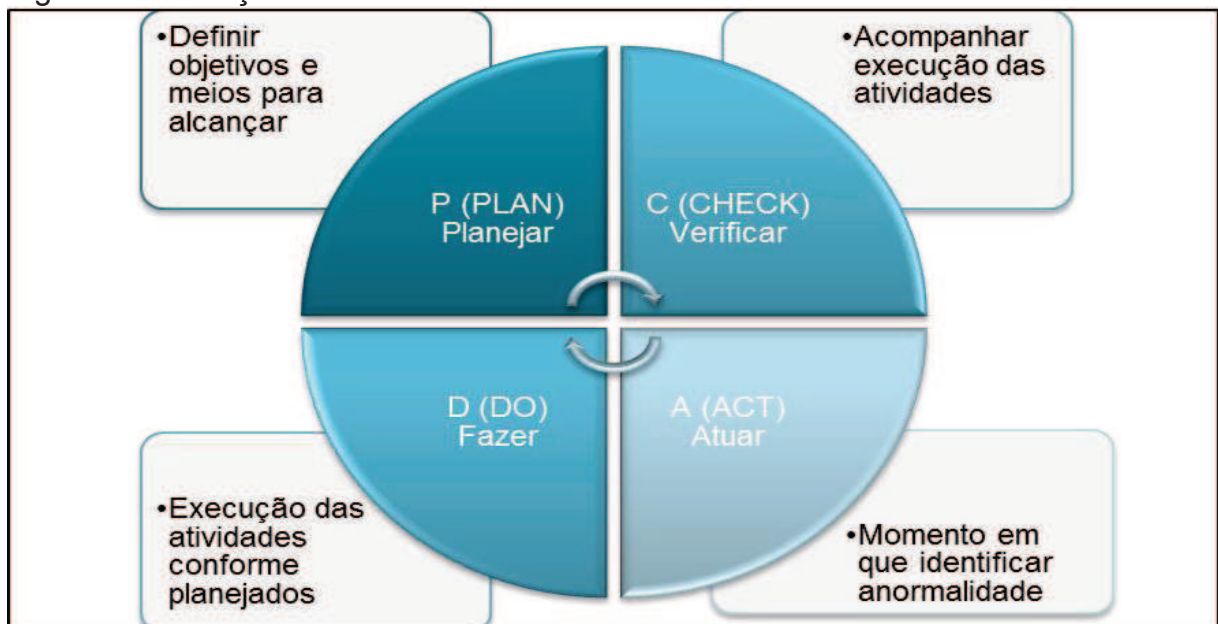 •Definir
objetivos e
meios para
alcançar
•Acompanhar
execução das
atividades
P (PLAN)
Planejar
C (CHECK)
Verificar
D (DO)
Fazer
A (ACT)
Atuar
•Execução das
atividades
conforme
planejados
•Momento em
que identificar
anormalidade